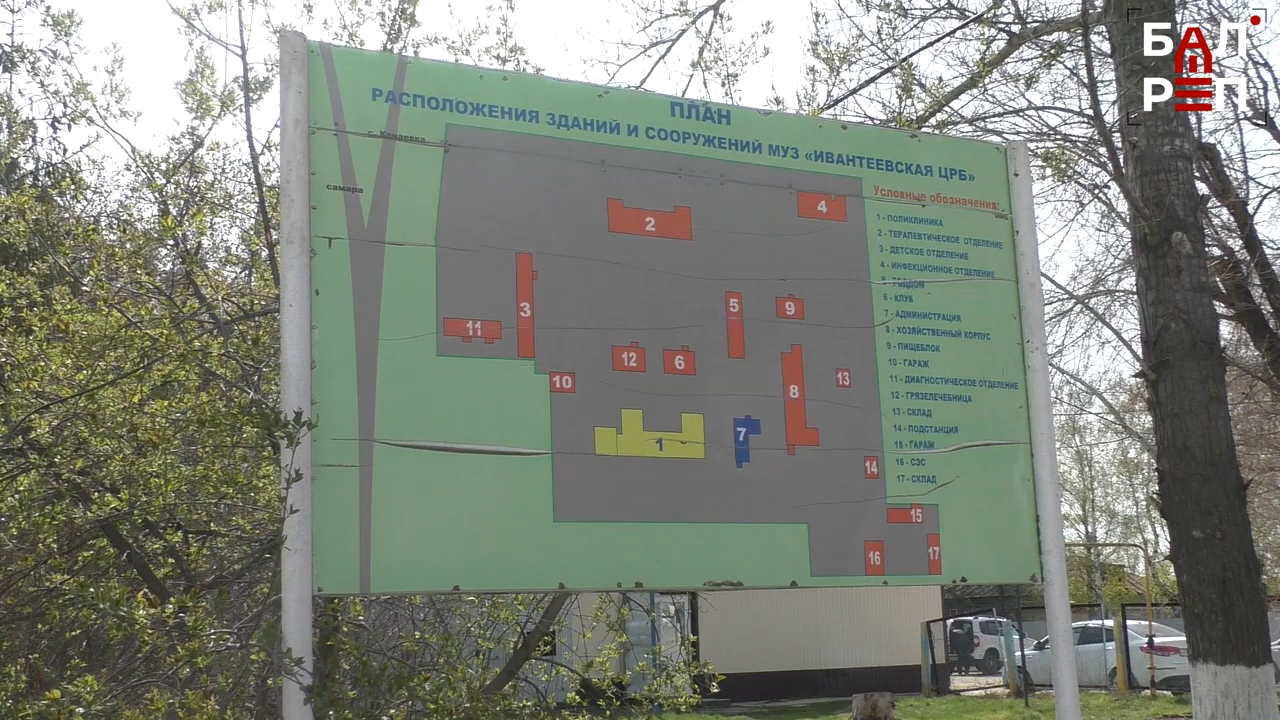 БАЛ
РЕП
ПЛАН
РАСПОЛОЖЕНИЯ ЗДАНИЙ И СООРУЖЕНИЙ МУЗ «ИВАНТЕЕВСКАЯ ЦРБ»
с. Канаевка
самара
Условные обозначения:
1 - ПОЛИКЛИНИКА
2 - ТЕРАПЕВТИЧЕСКОЕ ОТДЕЛЕНИЕ
3 - ДЕТСКОЕ ОТДЕЛЕНИЕ
4 - ИНФЕКЦИОННОЕ ОТДЕЛЕНИЕ
5 - РОДДОМ
6 - КЛУБ
7 - АДМИНИСТРАЦИЯ
8 - ХОЗЯЙСТВЕННЫЙ КОРПУС
9 - ПИЩЕБЛОК
10 - ГАРАЖ
11 - ДИАГНОСТИЧЕСКОЕ ОТДЕЛЕНИЕ
12 - ГРЯЗЕЛЕЧЕБНИЦА
13 - СКЛАД
14 - ПОДСТАНЦИЯ
15 - ГАРАЖ
16 - СЭС
17 - СКЛАД
2
4
3
5
9
11
12
6
10
8
13
1
7
14
15
16
17